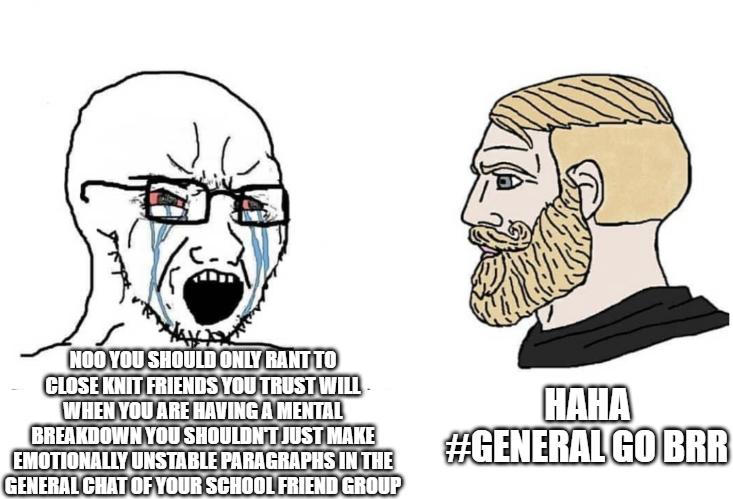 NOO YOU SHOULD ONLY RANT TO
CLOSE KNIT FRIENDS YOU TRUST WILL
WHEN YOU ARE HAVING A MENTAL
BREAKDOWN YOU SHOULDN'T JUST MAKE
EMOTIONALLY UNSTABLE PARAGRAPHS IN THE
GENERAL CHAT OF YOUR SCHOOL FRIEND GROUP
HAHA
#GENERAL GO BRR